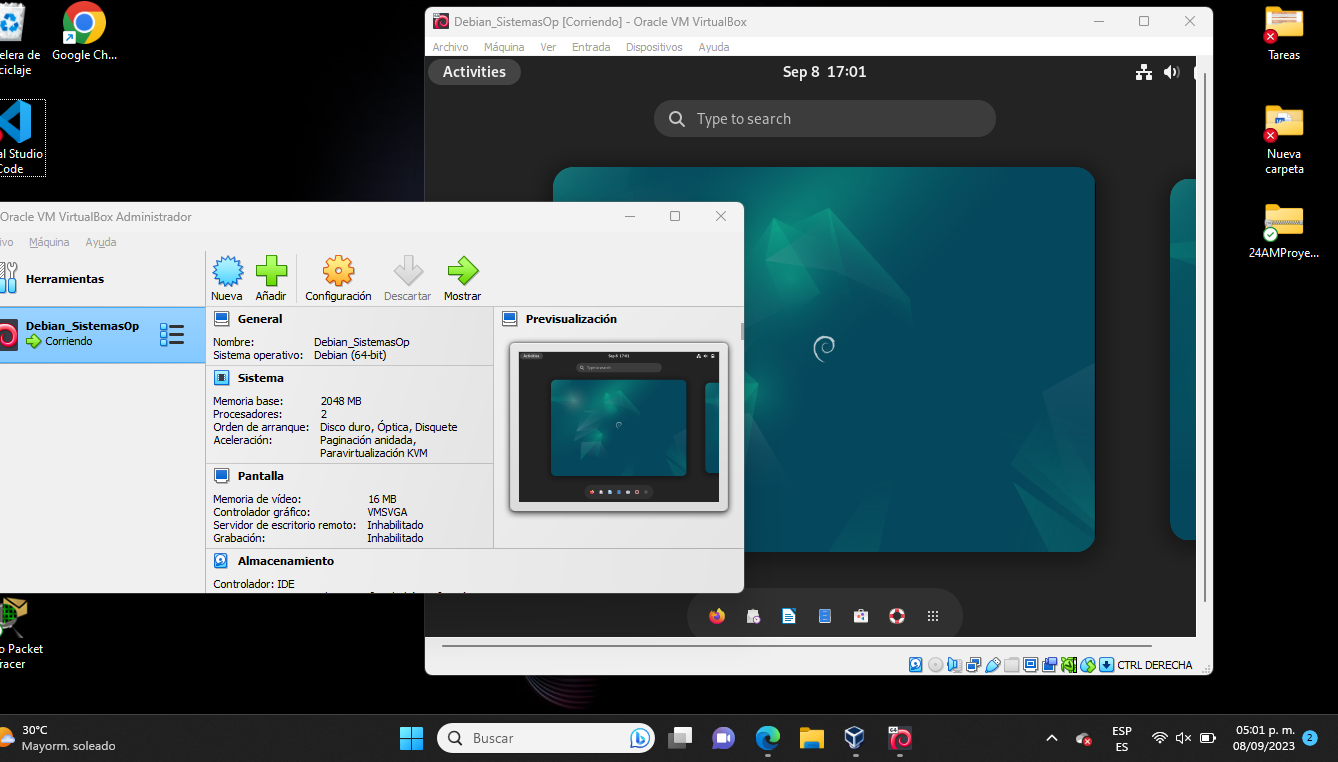 elera de
ciclaje
Google Ch...
al Studio
Code
Debian_SistemasOp [Corriendo] - Oracle VM VirtualBox
Archivo Máquina Ver Entrada Dispositivos Ayuda
Activities
Sep 8 17:01
Type to search
Tareas
Nueva
carpeta
24AMProye...
Oracle VM VirtualBox Administrador
ivo Máquina Ayuda
Herramientas
Nueva Añadir Configuración Descartar Mostrar
Debian_SistemasOp
Corriendo
General
Nombre: Debian_SistemasOp
Sistema operativo: Debian (64-bit)
Sistema
Memoria base: 2048 MB
Procesadores: 2
Orden de arranque: Disco duro, Óptica, Disquete
Aceleración: Paginación anidada,
Paravirtualización KVM
Pantalla
Memoria de vídeo: 16 MB
Controlador gráfico: VMSVGA
Servidor de escritorio remoto: Inhabilitado
Grabación: Inhabilitado
Almacenamiento
Controlador: IDE
Previsualización
Activities
Sep 8 17:01
Type to search
o Packet
racer
CTRL DERECHA
30°C
Mayorm. soleado
Buscar
64
ESP
ES
05:01 p. m.
08/09/2023
2